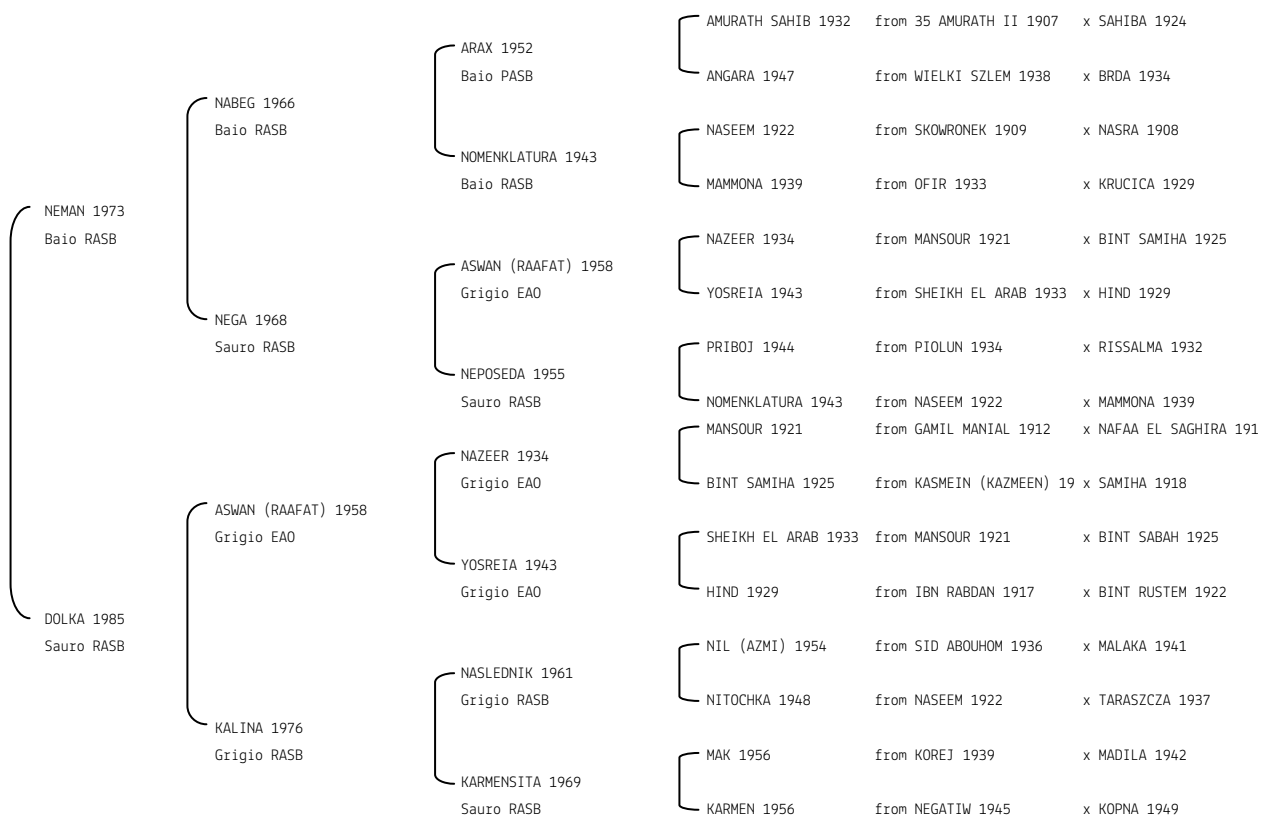 AMURATH SAHIB 1932 from 35 AMURATH II 1907 x SAHIBA 1924
ARAX 1952
Baio PASB
ANGARA 1947 from WIELKI SZLEM 1938 x BRDA 1934
NABEG 1966
Baio RASB
NASEEM 1922 from SKOWRONEK 1909 x NASRA 1908
NOMENKLATURA 1943
Baio RASB
MAMMONA 1939 from OFIR 1933 x KRUCICA 1929
NEMAN 1973
Baio RASB
NAZEER 1934 from MANSOUR 1921 x BINT SAMIHA 1925
ASWAN (RAAFAT) 1958
Grigio EAO
YOSREIA 1943 from SHEIKH EL ARAB 1933 x HIND 1929
NEGA 1968
Sauro RASB
PRIBOJ 1944 from PIOLUN 1934 x RISSALMA 1932
NEPOSEDA 1955
Sauro RASB
NOMENKLATURA 1943 from NASEEM 1922 x MAMMONA 1939
MANSOUR 1921 from GAMIL MANIAL 1912 x NAFAA EL SAGHIRA 191
NAZEER 1934
Grigio EAO
BINT SAMIHA 1925 from KASMEIN (KAZMEEN) 19 x SAMIHA 1918
ASWAN (RAAFAT) 1958
Grigio EAO
SHEIKH EL ARAB 1933 from MANSOUR 1921 x BINT SABAH 1925
YOSREIA 1943
Grigio EAO
HIND 1929 from IBN RABDAN 1917 x BINT RUSTEM 1922
DOLKA 1985
Sauro RASB
NIL (AZMI) 1954 from SID ABOUHOM 1936 x MALAKA 1941
NASLEDNIK 1961
Grigio RASB
NITOCHKA 1948 from NASEEM 1922 x TARASZCZA 1937
KALINA 1976
Grigio RASB
MAK 1956 from KOREJ 1939 x MADILA 1942
KARMENSITA 1969
Sauro RASB
KARMEN 1956 from NEGATIW 1945 x KOPNA 1949